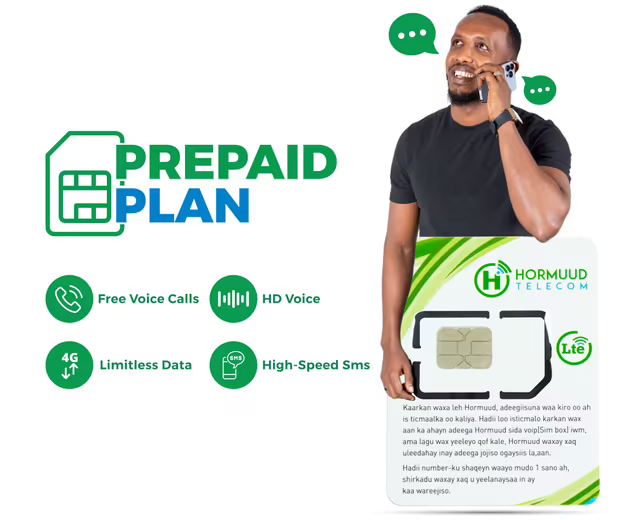 PREPAID
PLAN
Free Voice Calls
HD Voice
4G
Limitless Data
SMS
High-Speed Sms
H
HORMUUD
TELECOM
Lte
Kaarkan waxa leh Hormuud, adeegiisuna waa kiro oo ah
is ticmaalka oo kaliya. Hadii loo isticmalo karkan wax
aan ka ahayn adeega Hormuud sida voip(Sim box) iwm,
ama lagu wax yeeleyo qof kale, Hormuud waxay xaq
uleedahay inay adeega jojiso ogaysiis la,aan.
Hadii number-ku shaqeyn waayo mudo 1 sano ah,
shirkadu waxay xaq u yeelanaysaa in ay
kaa wareejiso.